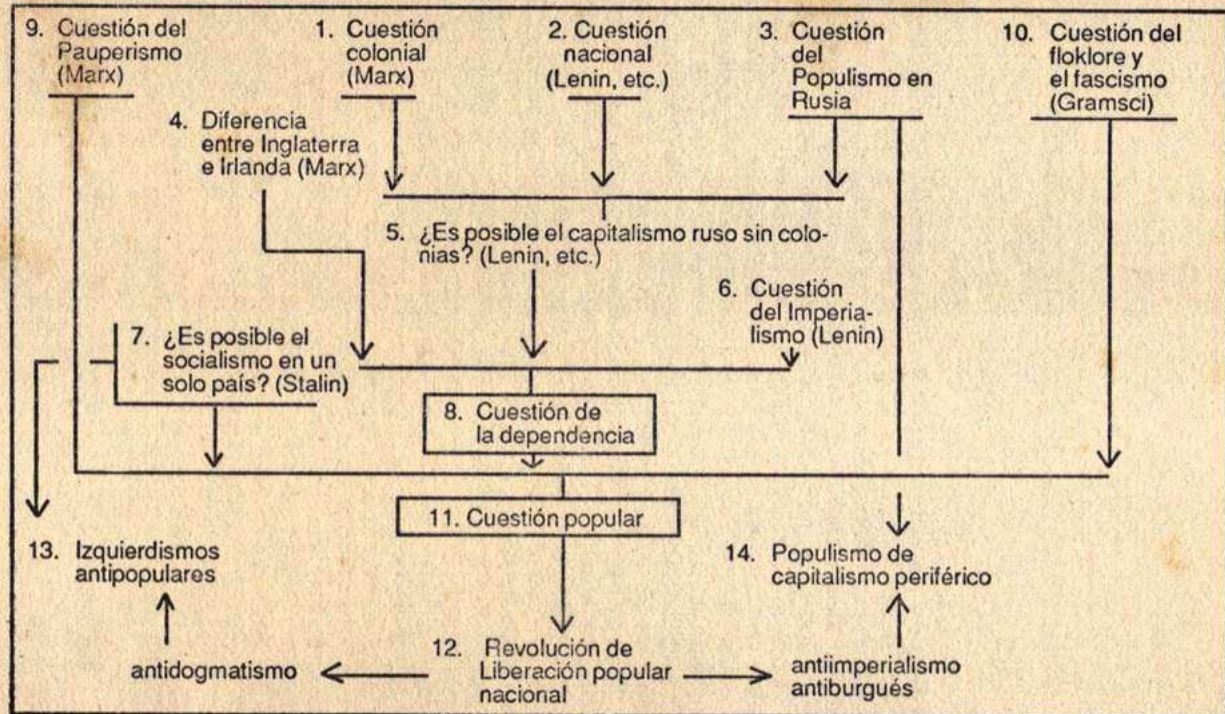 9. Cuestión del
Pauperismo
(Marx)
1. Cuestión
colonial
(Marx)
2. Cuestión
nacional
(Lenin, etc.)
3. Cuestión
del
Populismo en
Rusia
10. Cuestión del
floklore y
el fascismo
(Gramsci)
4. Diferencia
entre Inglaterra
e Irlanda (Marx)
5. ¿Es posible el capitalismo ruso sin colo-
nias? (Lenin, etc.)
6. Cuestión
del Imperia-
lismo (Lenin)
7. ¿Es posible el
socialismo en un
solo país? (Stalin)
8. Cuestión de
la dependencia
11. Cuestión popular
13. Izquierdismos
antipopulares
14. Populismo de
capitalismo periférico
antidogmatismo
12. Revolución de
Liberación popular
nacional
antiimperialismo
antiburgués